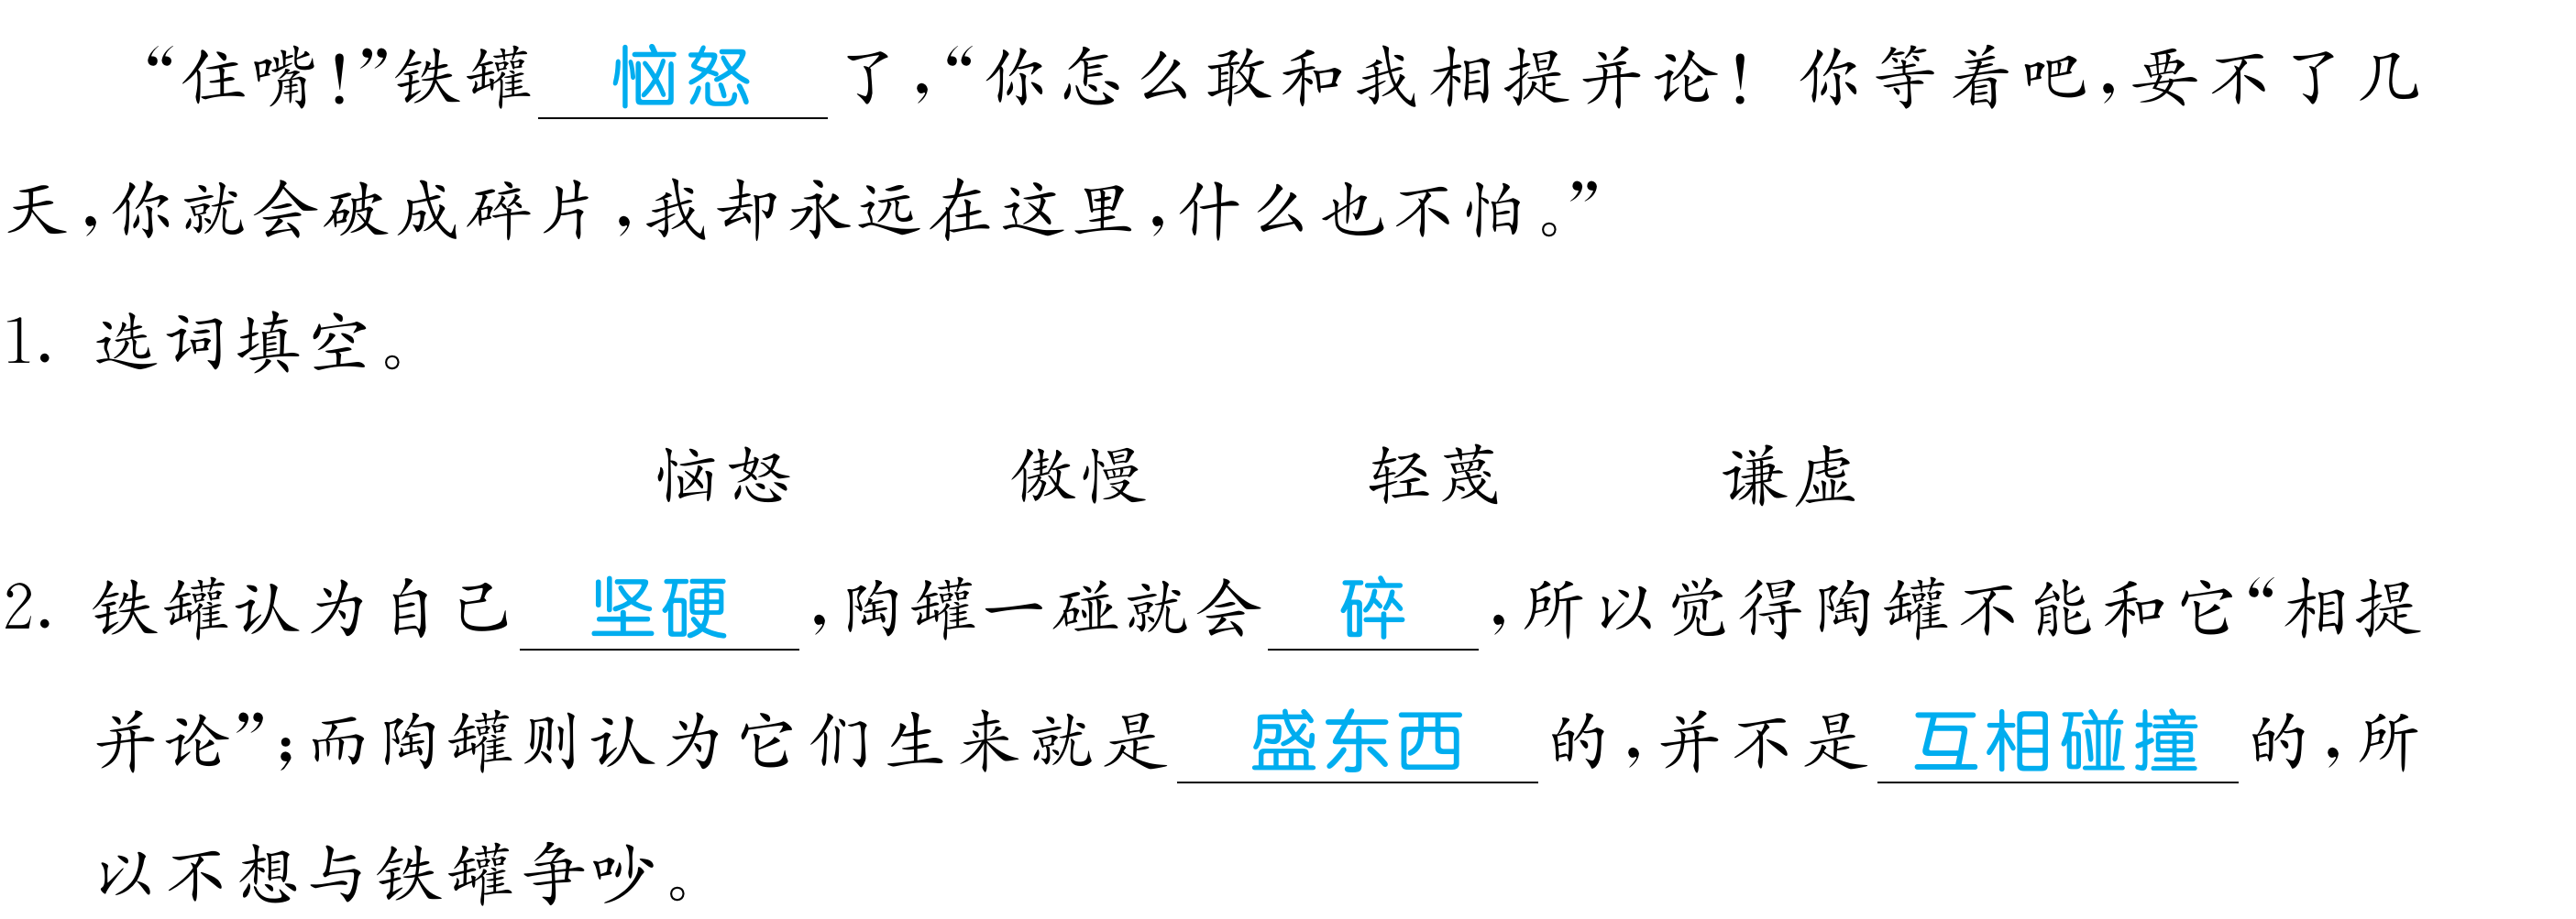 “住嘴！”铁罐 恼怒 了，“你怎么敢和我相提并论！你等着吧，要不了几
天，你就会破成碎片，我却永远在这里，什么也不怕。”
1. 选词填空。
恼怒 傲慢 轻蔑 谦虚
2. 铁罐认为自己 坚硬 ，陶罐一碰就会 碎 ，所以觉得陶罐不能和它“相提
并论”；而陶罐则认为它们生来就是 盛东西 的，并不是 互相碰撞 的，所
以不想与铁罐争吵。